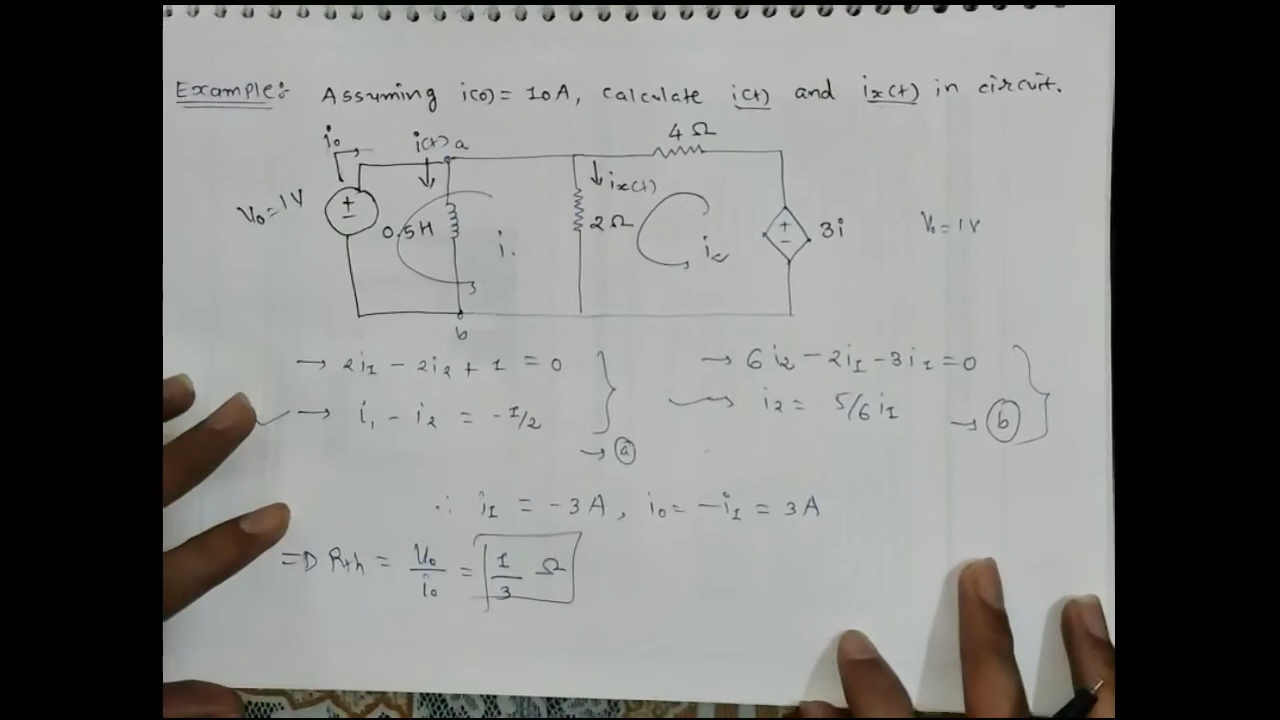 Example:- Assuming i(0) = 10A, calculate i(t) and ix(t) in circuit.
i0 i(t) a 4Ω
V0=1V + - 0.5H i1 ix(t) 2Ω i2 + - 3i V0=1V
b
→ 2i1 - 2i2 + 1 = 0 → 6i2 - 2i1 - 3i1 = 0
→ i1 - i2 = -1/2 i2 = 5/6 i1 → b
→ a
∴ i1 = -3A, i0 = -i1 = 3A
⇒ Rth = V0/i0 = 1/3 Ω